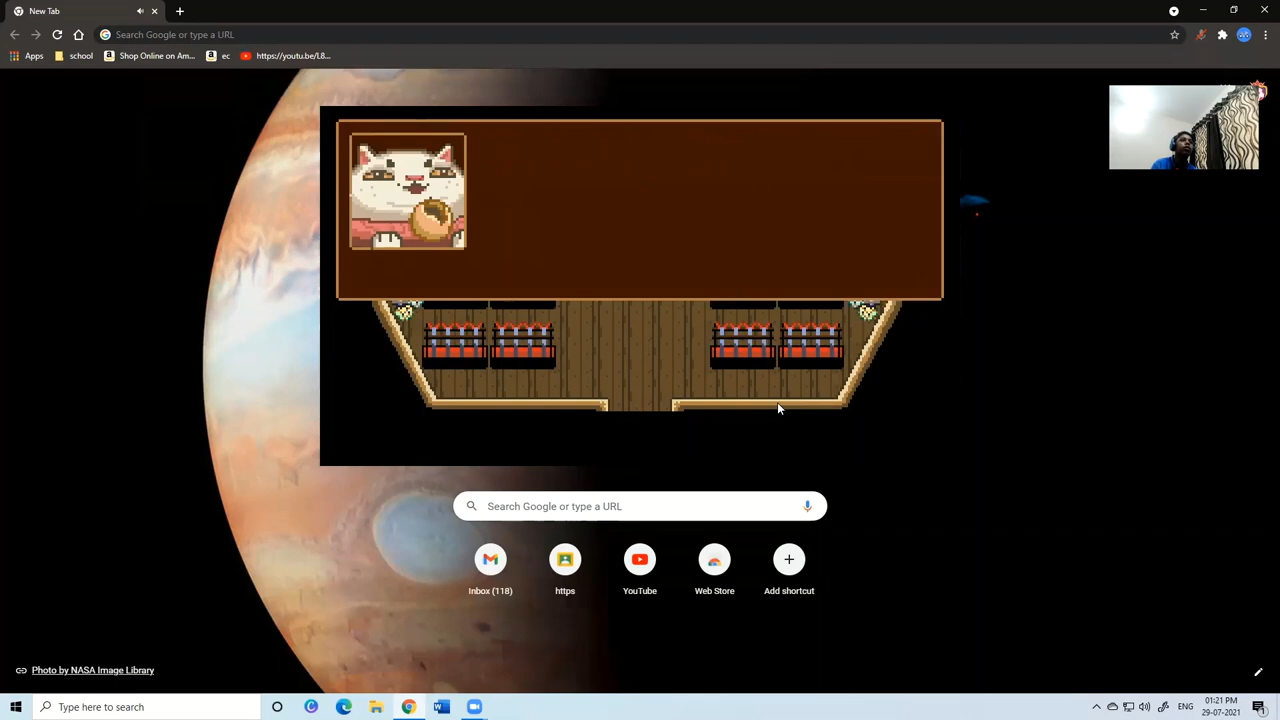 New Tab
Search Google or type a URL
Apps
school
Shop Online on Am...
ec
https://youtu.be/L8...
Search Google or type a URL
Inbox (118)
https
YouTube
Web Store
Add shortcut
Photo by NASA Image Library
Type here to search
ENG
01:21 PM
29-07-2021